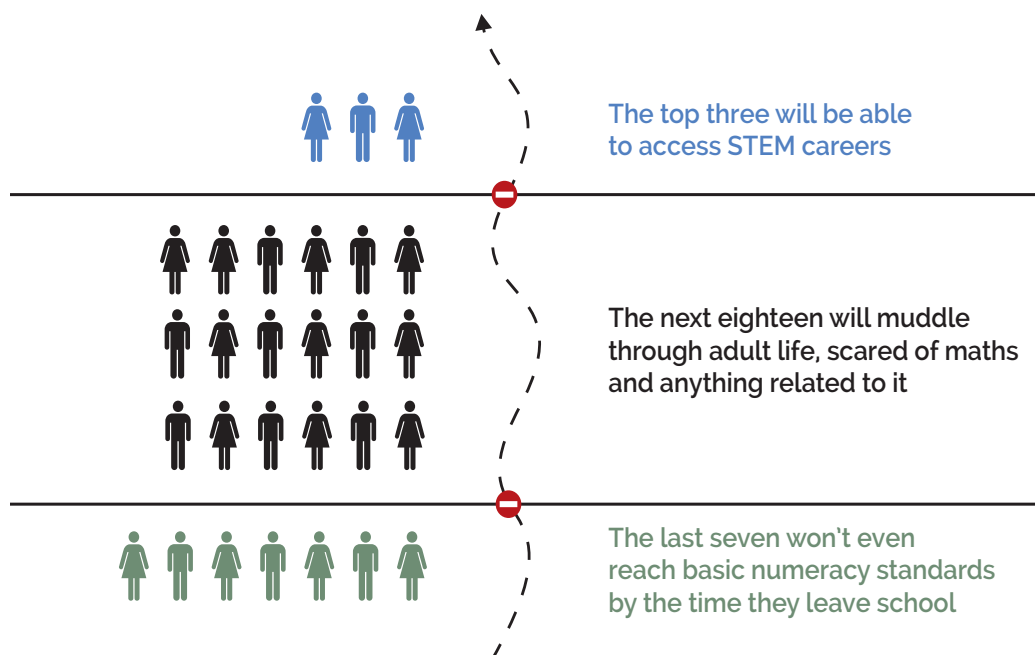 The top three will be able
to access STEM careers
The next eighteen will muddle
through adult life, scared of maths
and anything related to it
The last seven won’t even
reach basic numeracy standards
by the time they leave school